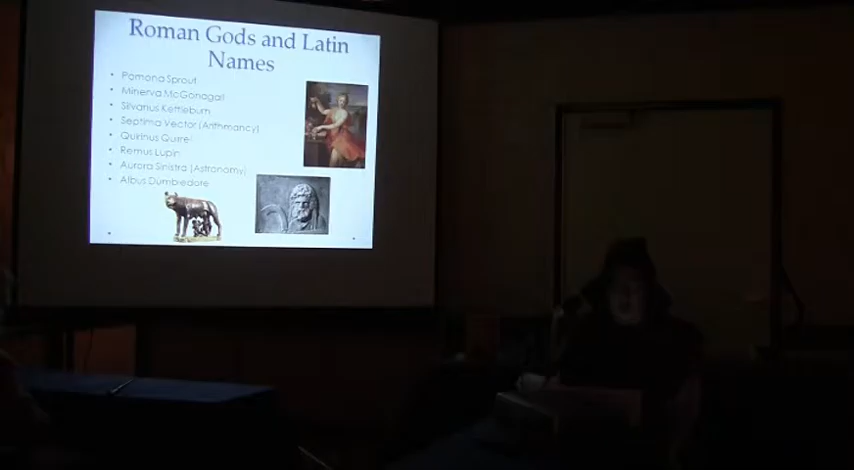 Roman Gods and Latin
Names
• Pomona Sprout
• Minerva McGonagall
• Silvanus Kettleburn
• Septima Vector (Arithmancy)
• Quirinus Quirrell
• Remus Lupin
• Aurora Sinistra (Astronomy)
• Albus Dumbledore